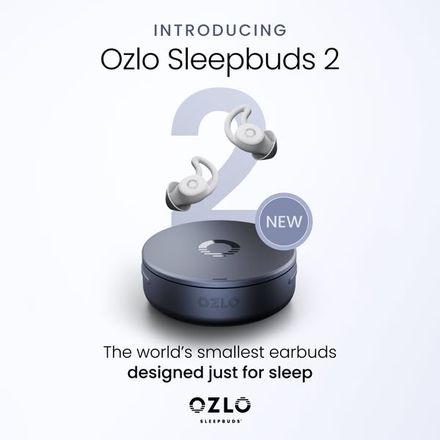 INTRODUCING
Ozlo Sleepbuds 2
2
NEW
OZLO
The world's smallest earbuds
designed just for sleep
OZLO
SLEEPBUDS